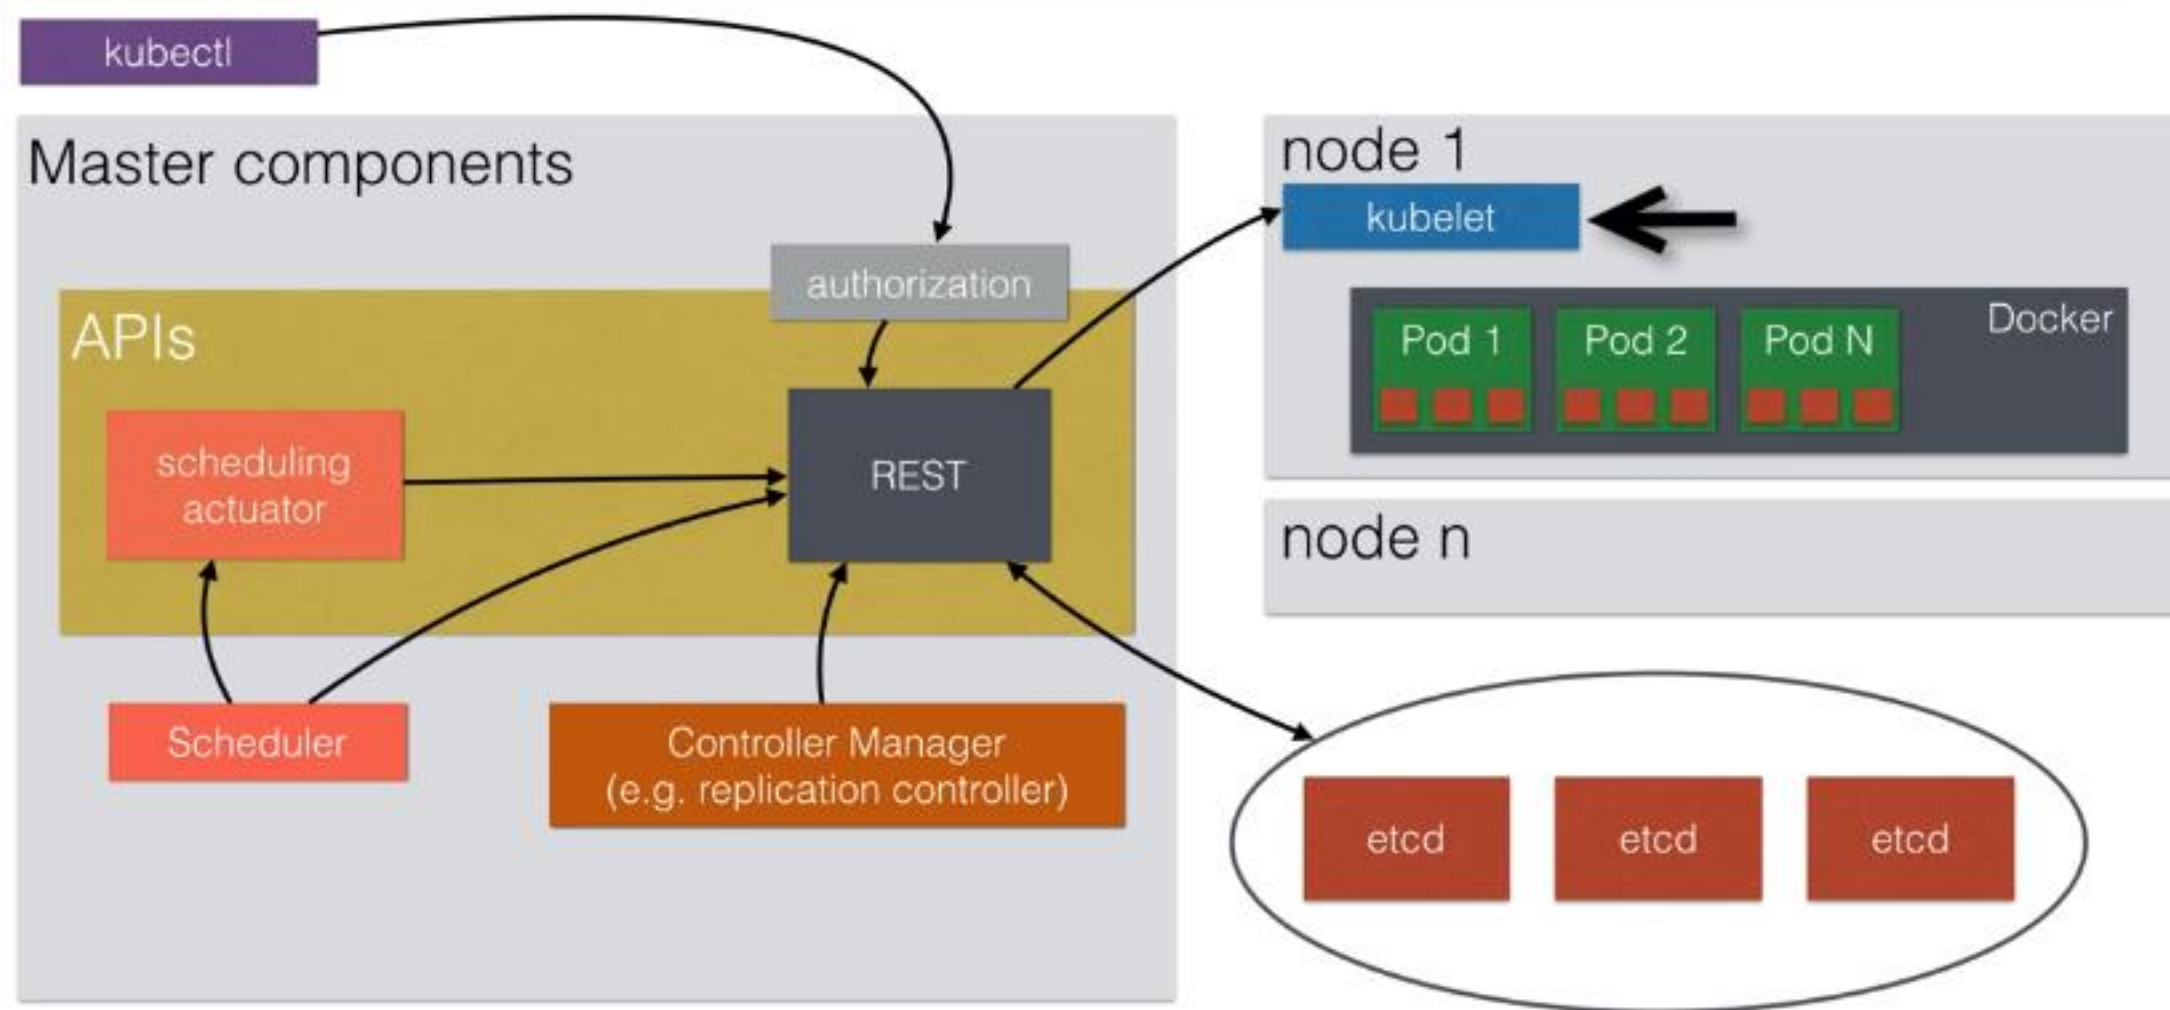 kubectl
Master components
authorization
APIs
scheduling
actuator
REST
Scheduler
Controller Manager
(e.g. replication controller)
node 1
kubelet
Docker
Pod 1
Pod 2
Pod N
node n
etcd
etcd
etcd